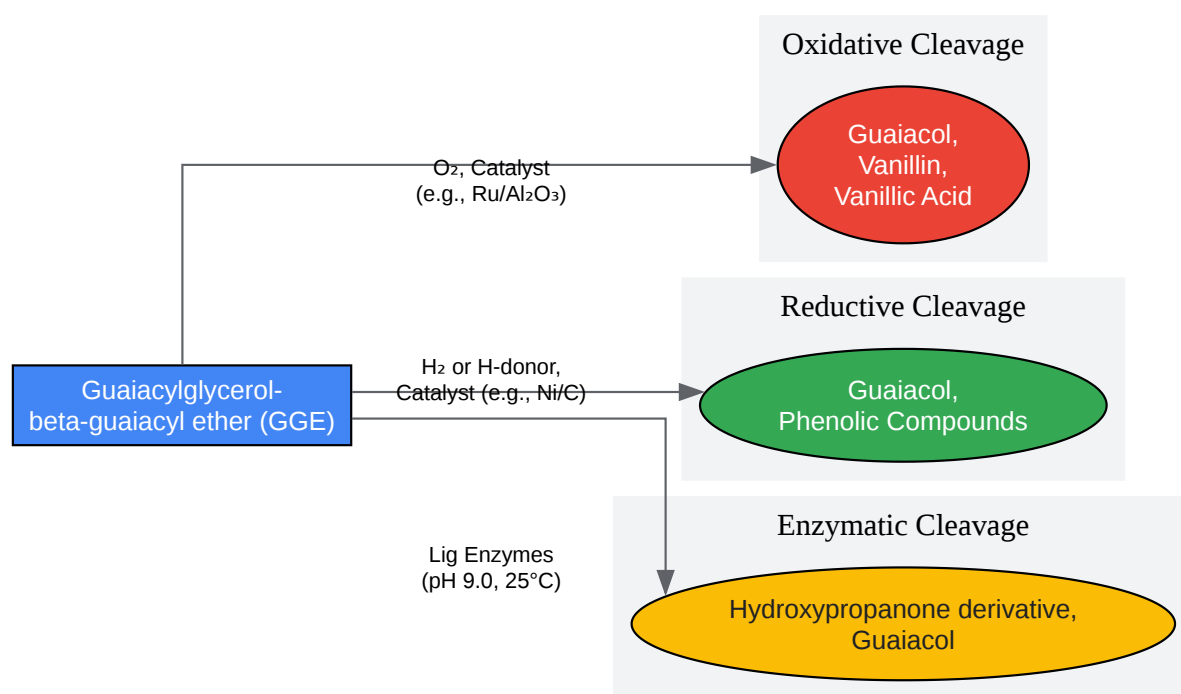 Oxidative Cleavage
Guaiacol,
Vanillin,
Vanillic Acid
O₂, Catalyst
(e.g., Ru/Al₂O₃)
Reductive Cleavage
H₂ or H-donor,
Catalyst (e.g., Ni/C)
Guaiacol,
Phenolic Compounds
Guaiacylglycerol-
beta-guaiacyl ether (GGE)
Enzymatic Cleavage
Lig Enzymes
(pH 9.0, 25°C)
Hydroxypropanone derivative,
Guaiacol